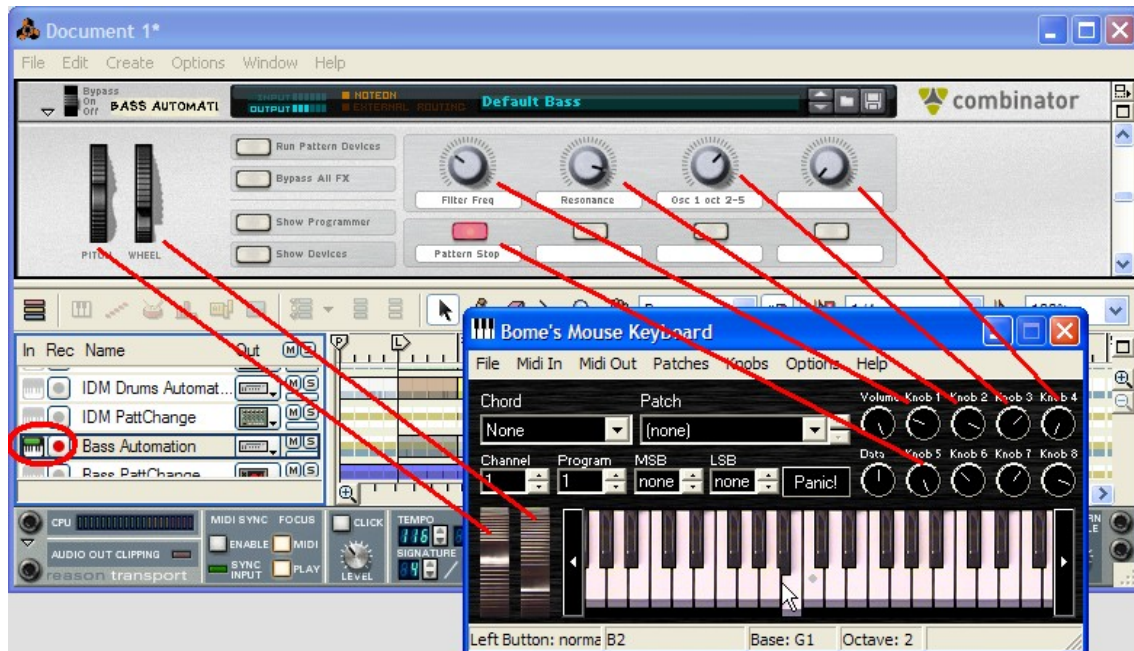 Document 1*
File Edit Create Options Window Help
Bypass
On
Off
BASS AUTOMATI
INPUT
OUTPUT
NOTEON
EXTERNAL ROUTING
Default Bass
combinator
Run Pattern Devices
Bypass All FX
Show Programmer
Show Devices
PITCH WHEEL
Filter Freq
Resonance
Osc 1 oct 2-5
Pattern Stop
In Rec Name Out M S
IDM Drums Automat... M S
IDM PattChange M S
Bass Automation M S
Bass PattChange M S
P
L
CPU
AUDIO OUT CLIPPING
reason transport
MIDI SYNC FOCUS
ENABLE MIDI
SYNC INPUT PLAY
CLICK
LEVEL
TEMPO
116
SIGNATURE
4 /
Bome's Mouse Keyboard
File Midi In Midi Out Patches Knobs Options Help
Chord Patch
None (none)
Volume Knob 1 Knob 2 Knob 3 Knob 4
Channel Program MSB LSB
1 1 none none Panic!
Data Knob 5 Knob 6 Knob 7 Knob 8
Left Button: norma B2 Base: G1 Octave: 2